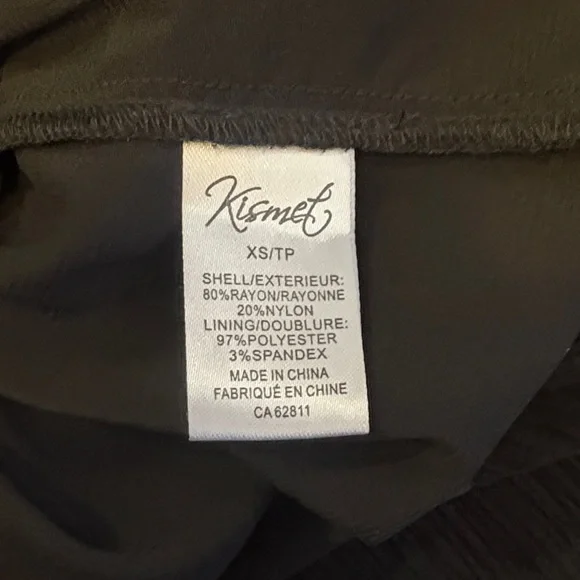 Kismet
XS/TP
SHELL/EXTERIEUR:
80%RAYON/RAYONNE
20%NYLON
LINING/DOUBLURE:
97%POLYESTER
3%SPANDEX
MADE IN CHINA
FABRIQUÉ EN CHINE
CA 62811